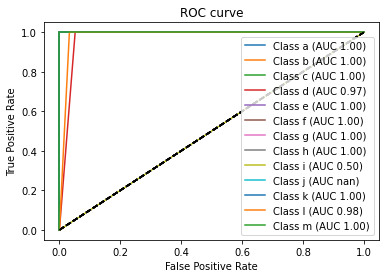 ROC curve
True Positive Rate
1.0
0.8
0.6
0.4
0.2
0.0
Class a (AUC 1.00)
Class b (AUC 1.00)
Class c (AUC 1.00)
Class d (AUC 0.97)
Class e (AUC 1.00)
Class f (AUC 1.00)
Class g (AUC 1.00)
Class h (AUC 1.00)
Class i (AUC 0.50)
Class j (AUC nan)
Class k (AUC 1.00)
Class l (AUC 0.98)
Class m (AUC 1.00)
0.0 0.2 0.4 0.6 0.8 1.0
False Positive Rate